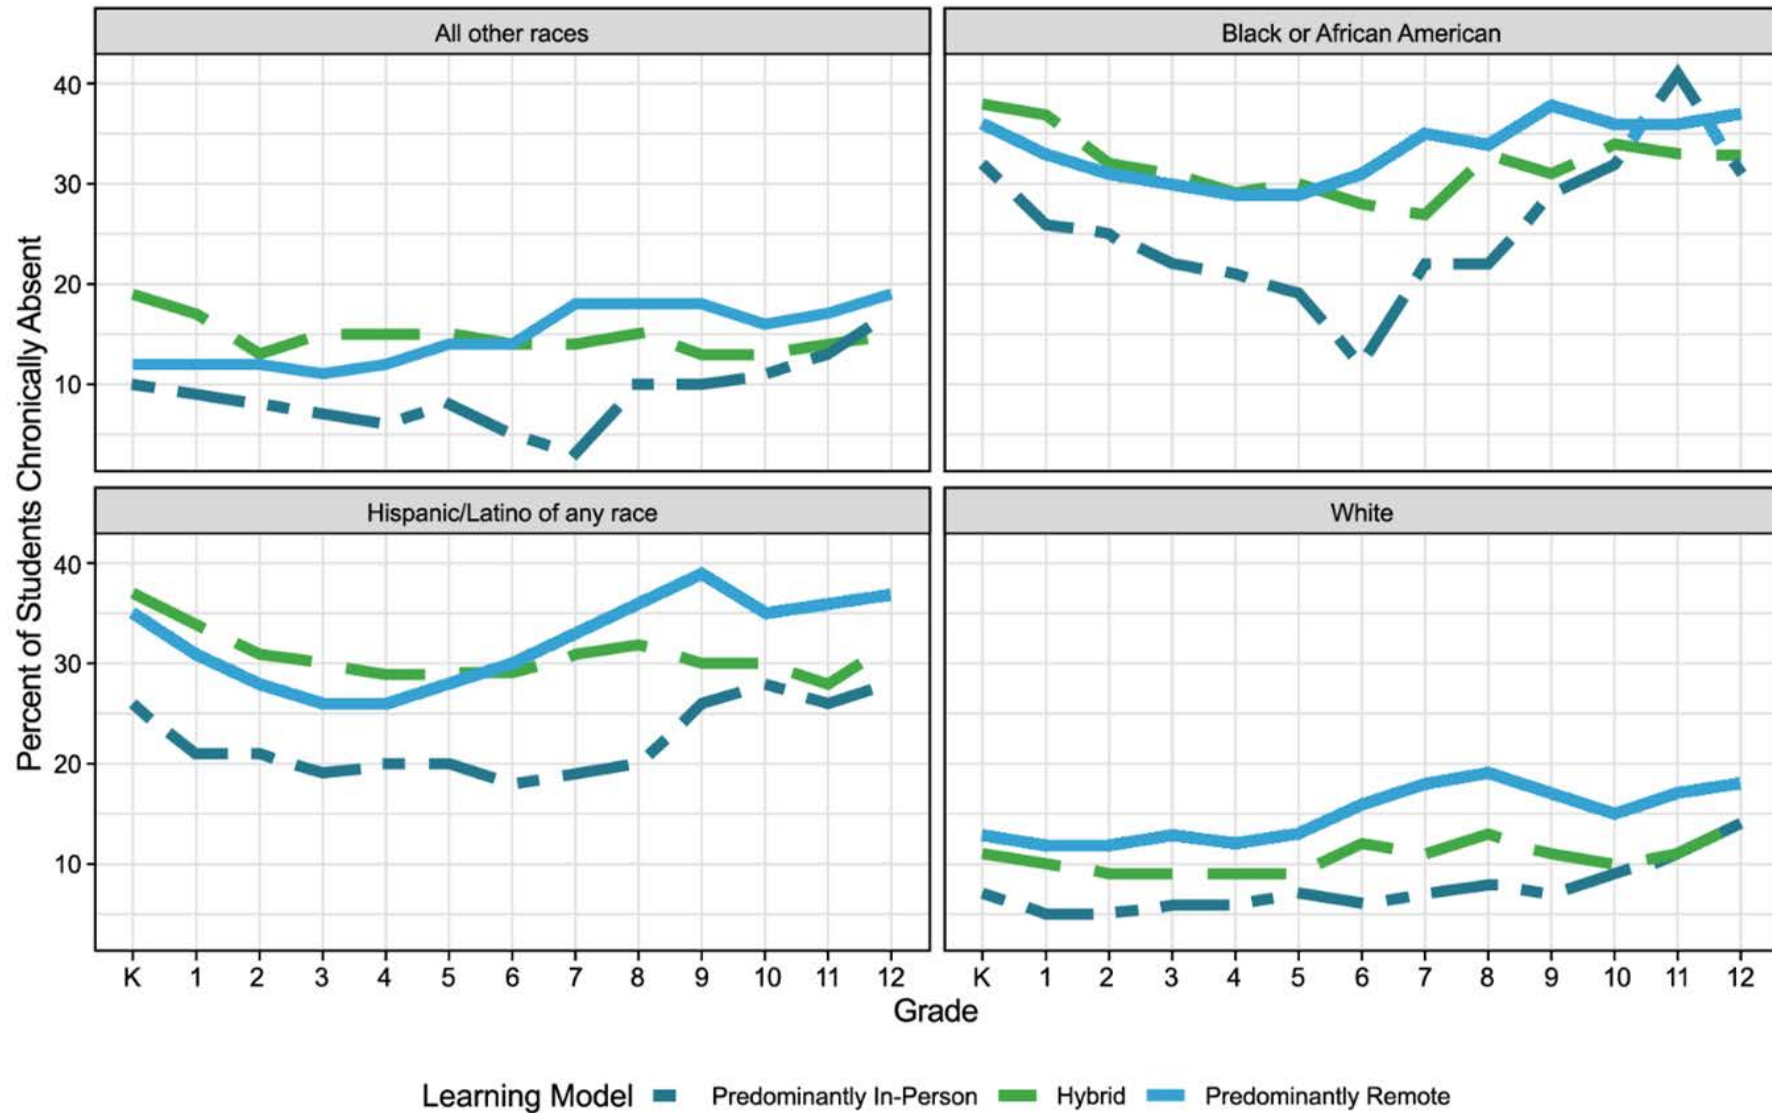 All other races
Black or African American
40
30
20
10
Hispanic/Latino of any race
White
40
30
20
10
Percent of Students Chronically Absent
K 1 2 3 4 5 6 7 8 9 10 11 12
K 1 2 3 4 5 6 7 8 9 10 11 12
Grade
Learning Model Predominantly In-Person Hybrid Predominantly Remote